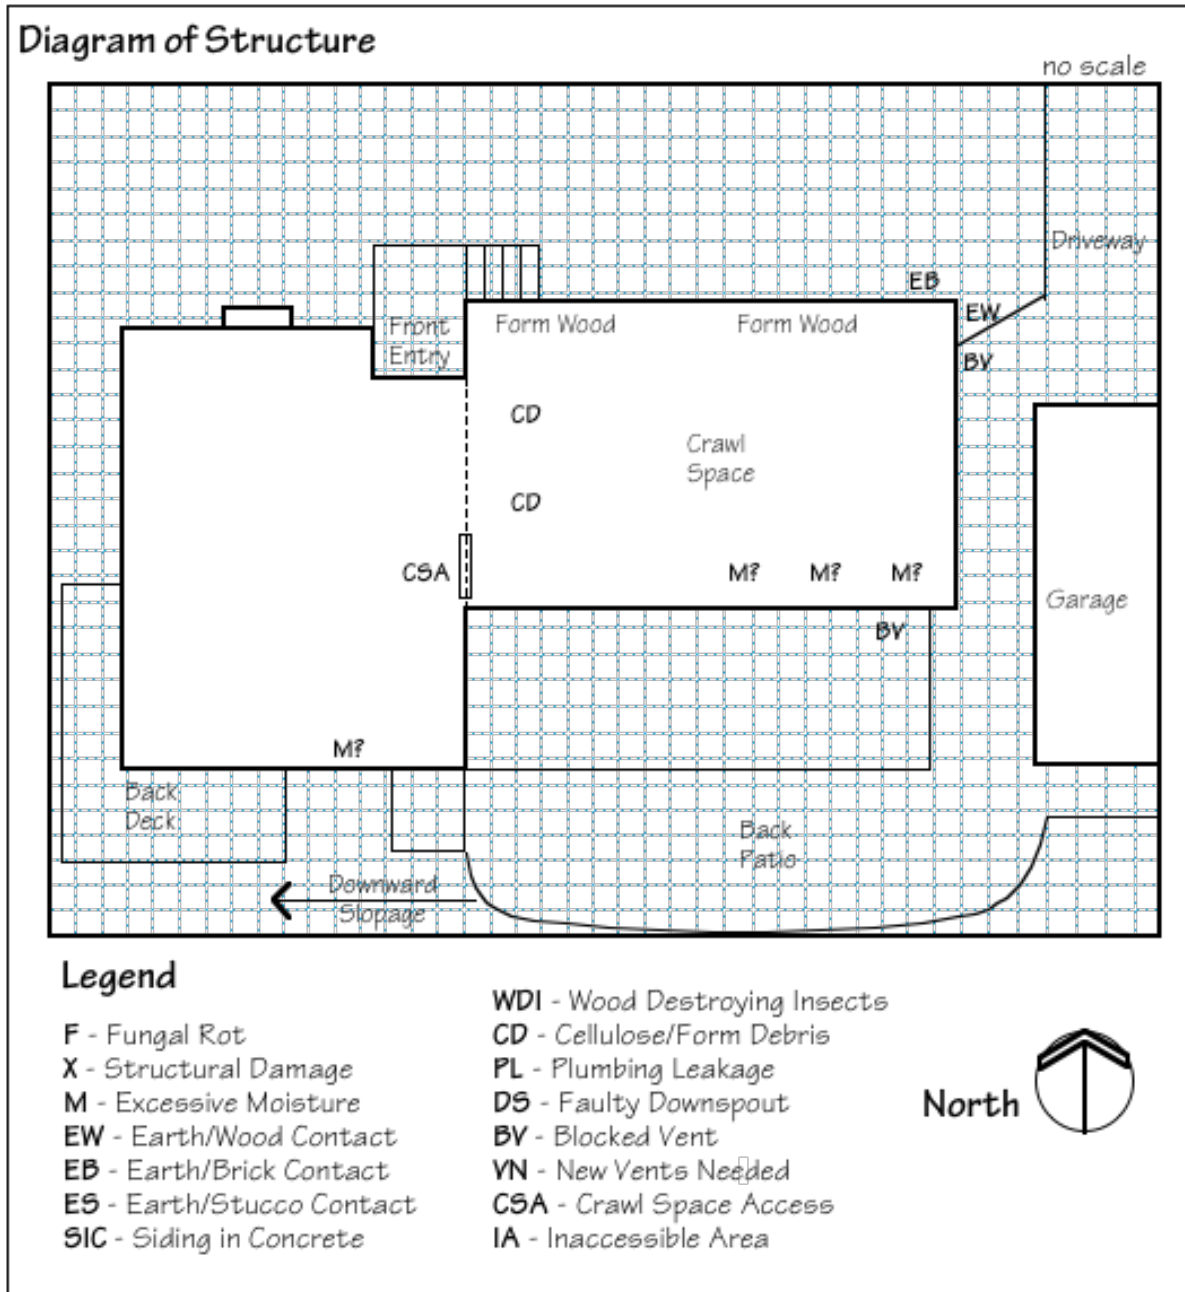 Diagram of Structure
no scale
Driveway
EB
EW
Front
Entry
Form Wood
Form Wood
BV
CD
Crawl
Space
CD
CSA
M?
M?
M?
Garage
BV
M?
Back
Deck
Back
Patio
Downward
Slopage
Legend
F - Fungal Rot
X - Structural Damage
M - Excessive Moisture
EW - Earth/Wood Contact
EB - Earth/Brick Contact
ES - Earth/Stucco Contact
SIC - Siding in Concrete
WDI - Wood Destroying Insects
CD - Cellulose/Form Debris
PL - Plumbing Leakage
DS - Faulty Downspout
BV - Blocked Vent
VN - New Vents Needed
CSA - Crawl Space Access
IA - Inaccessible Area
North